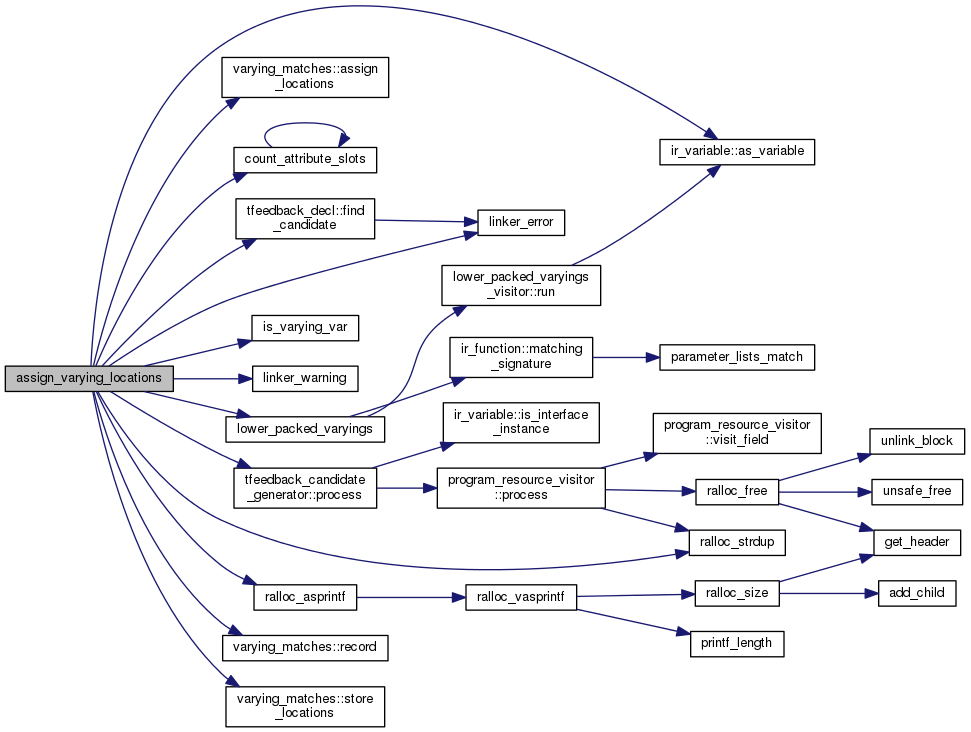 varying_matches::assign
_locations
count_attribute_slots
ir_variable::as_variable
tfeedback_decl::find
_candidate
linker_error
lower_packed_varyings
_visitor::run
is_varying_var
ir_function::matching
_signature
parameter_lists_match
assign_varying_locations
linker_warning
lower_packed_varyings
ir_variable::is_interface
_instance
program_resource_visitor
::visit_field
unlink_block
tfeedback_candidate
_generator::process
program_resource_visitor
::process
ralloc_free
unsafe_free
ralloc_strdup
get_header
ralloc_asprintf
ralloc_vasprintf
ralloc_size
add_child
varying_matches::record
printf_length
varying_matches::store
_locations